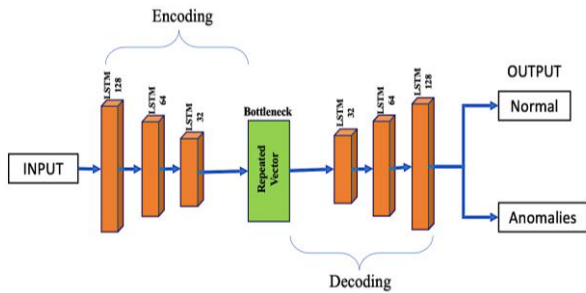 Encoding
LSTM
128
LSTM
64
LSTM
32
Bottleneck
LSTM
32
LSTM
64
LSTM
128
OUTPUT
Normal
INPUT
Repeated
Vector
Anomalies
Decoding